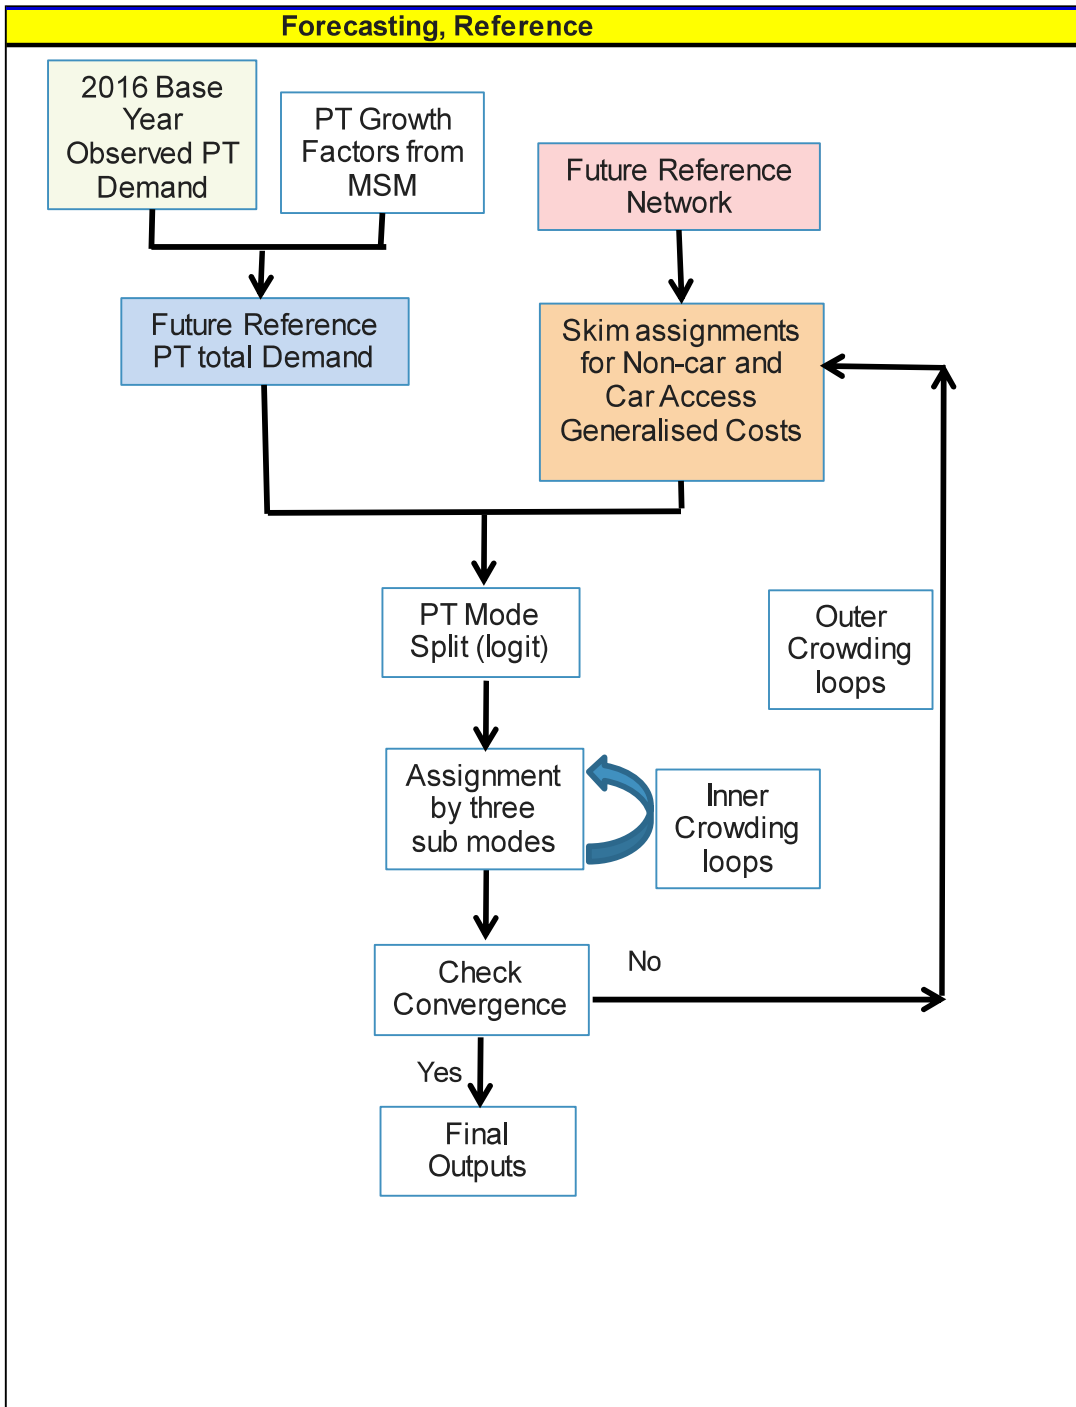 Forecasting, Reference
2016 Base
Year
Observed PT
Demand
PT Growth
Factors from
MSM
Future Reference
Network
Future Reference
PT total Demand
Skim assignments
for Non-car and
Car Access
Generalised Costs
PT Mode
Split (logit)
Outer
Crowding
loops
Assignment
by three
sub modes
Inner
Crowding
loops
Check
Convergence
No
Yes
Final
Outputs